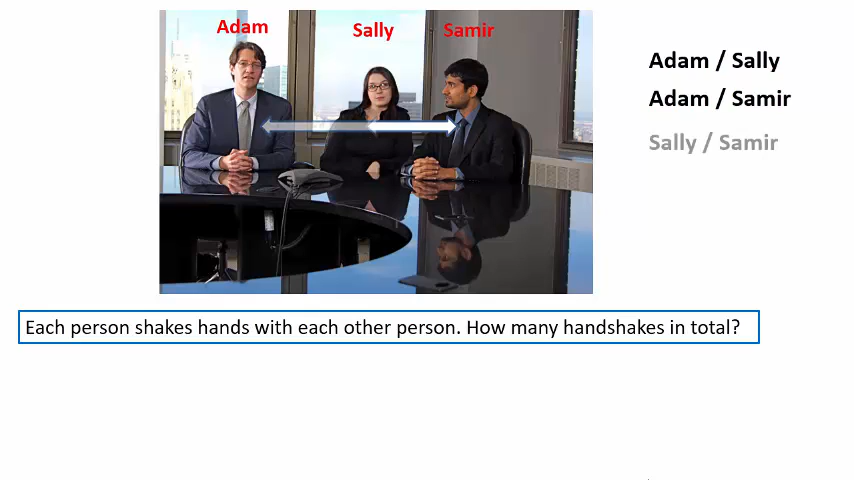 Adam
Sally
Samir
Adam / Sally
Adam / Samir
Sally / Samir
Each person shakes hands with each other person. How many handshakes in total?